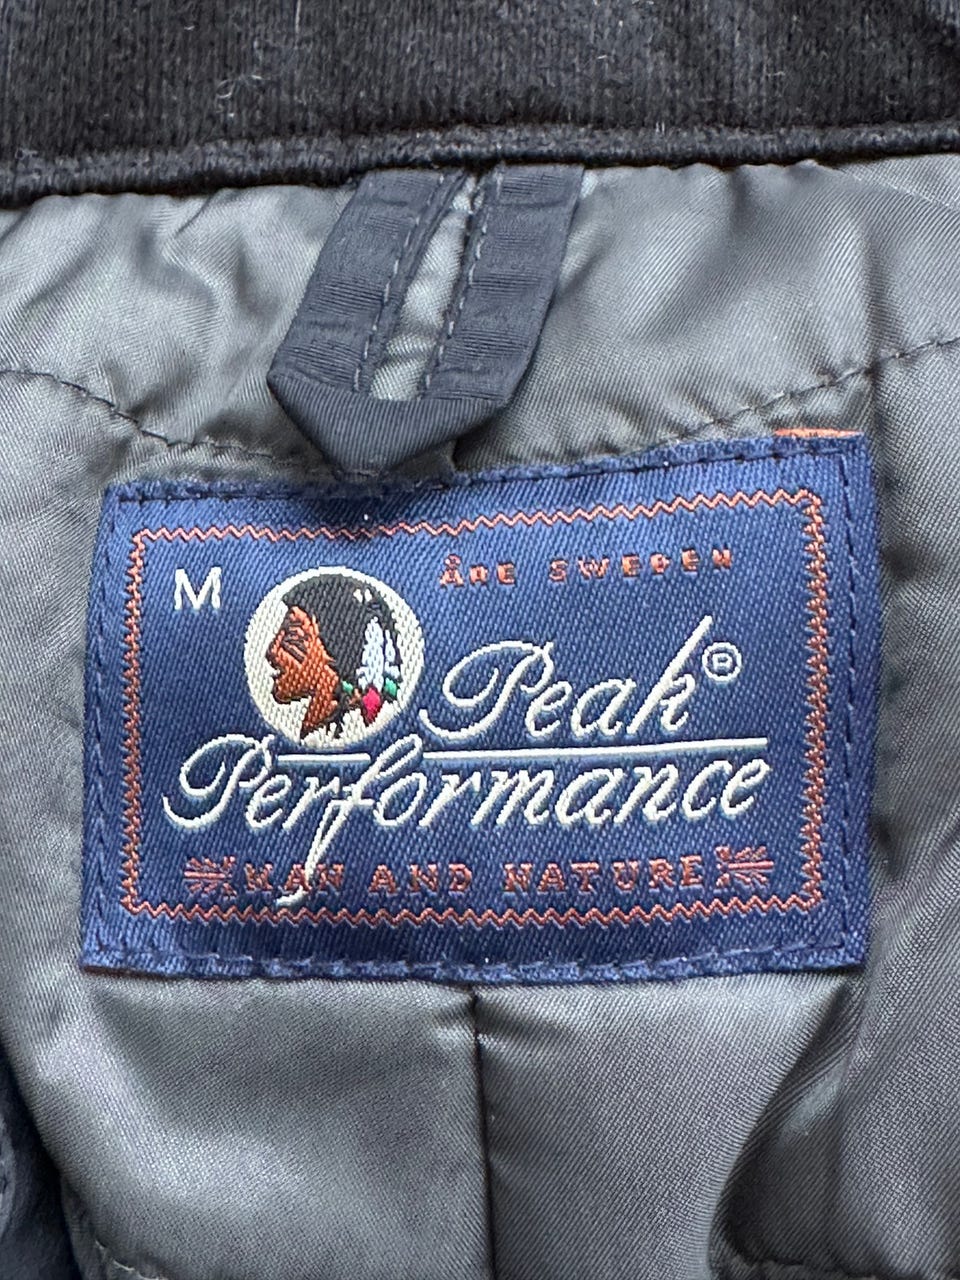 M
ÅRE SWEDEN
Peak®
Performance
MAN AND NATURE